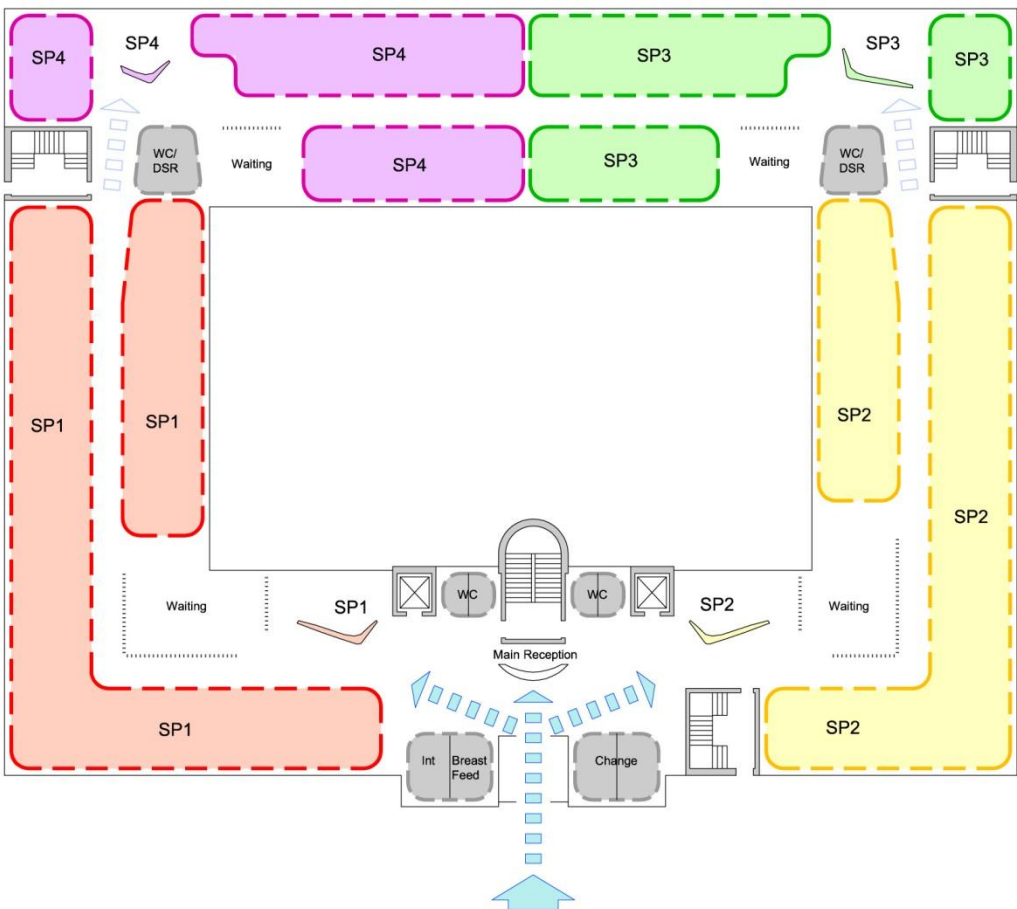 SP4
SP4
SP4
SP3
SP3
SP3
WC/
DSR
Waiting
SP4
SP3
Waiting
WC/
DSR
SP1
SP1
SP2
SP2
Waiting
SP1
WC
WC
SP2
Waiting
Main Reception
SP1
SP2
Int
Breast
Feed
Change